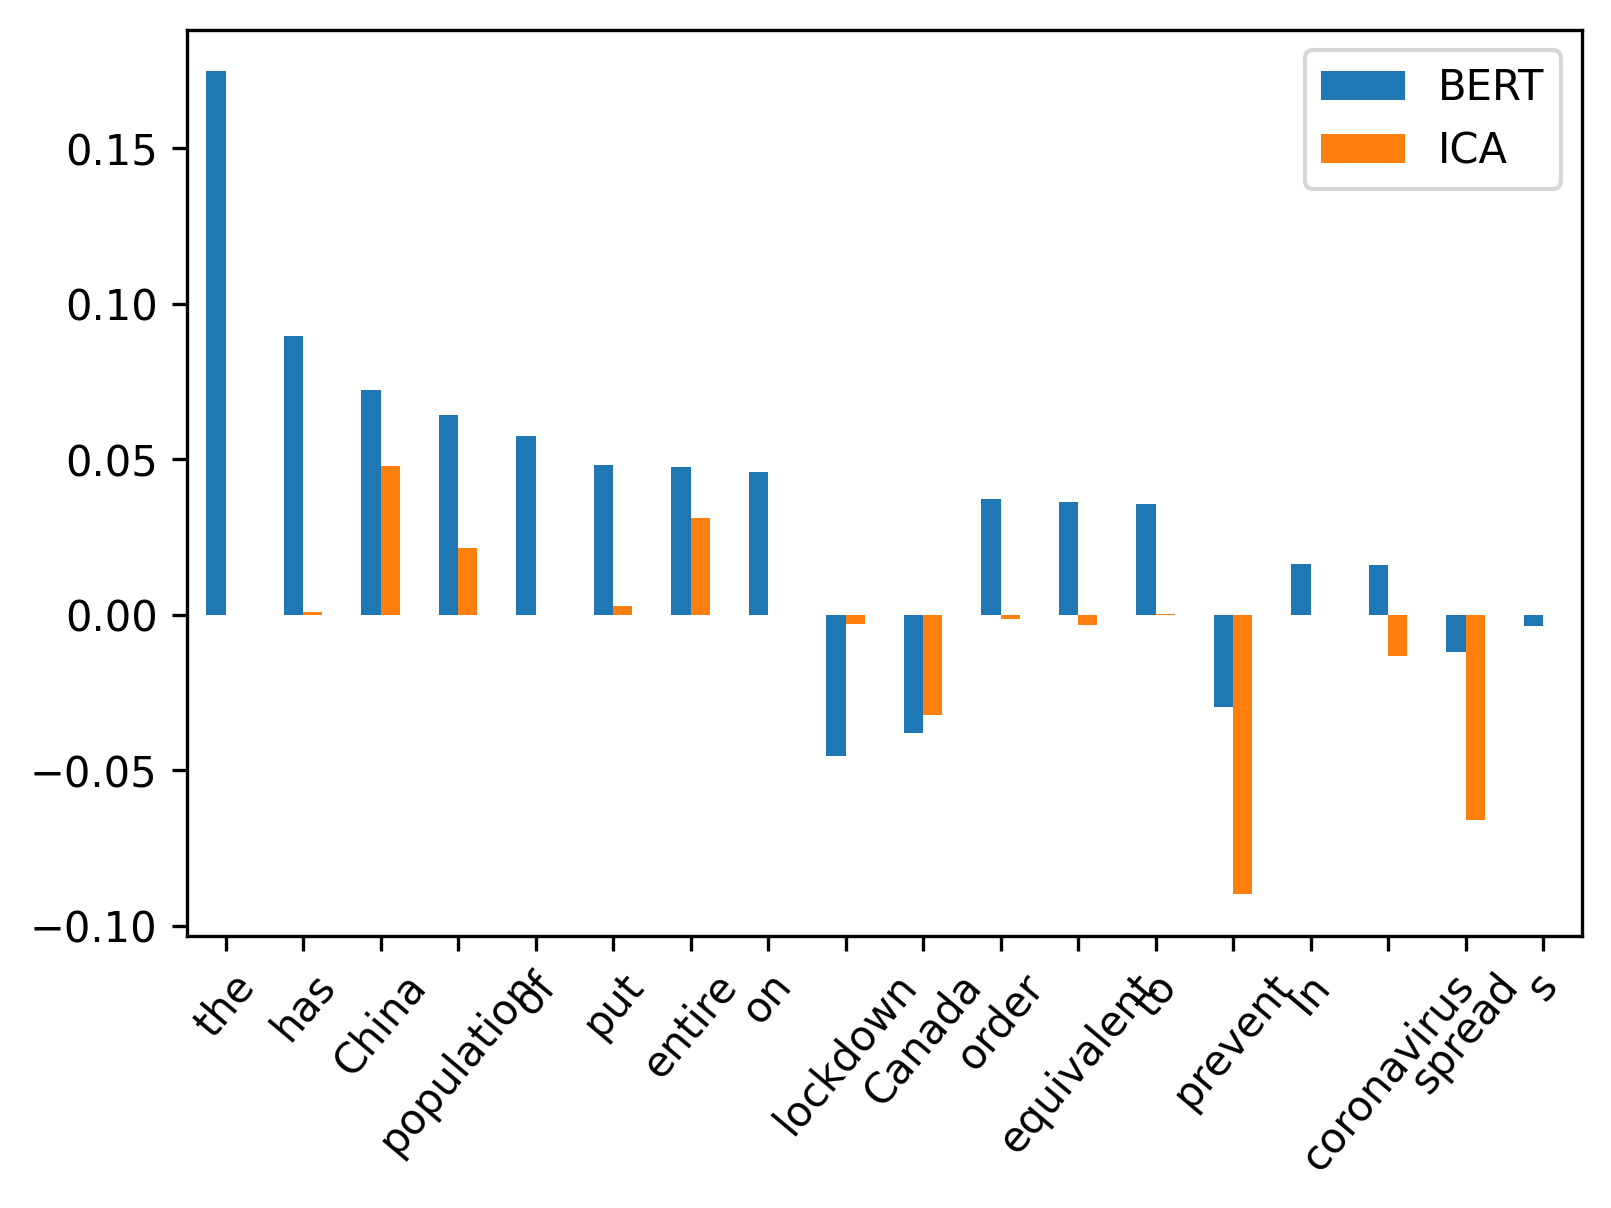 BERT
ICA
0.15
0.10
0.05
0.00
−0.05
−0.10
the
has
China
population
of
put
entire
on
lockdown
Canada
order
equivalent
to
prevent
In
coronavirus
spread
s